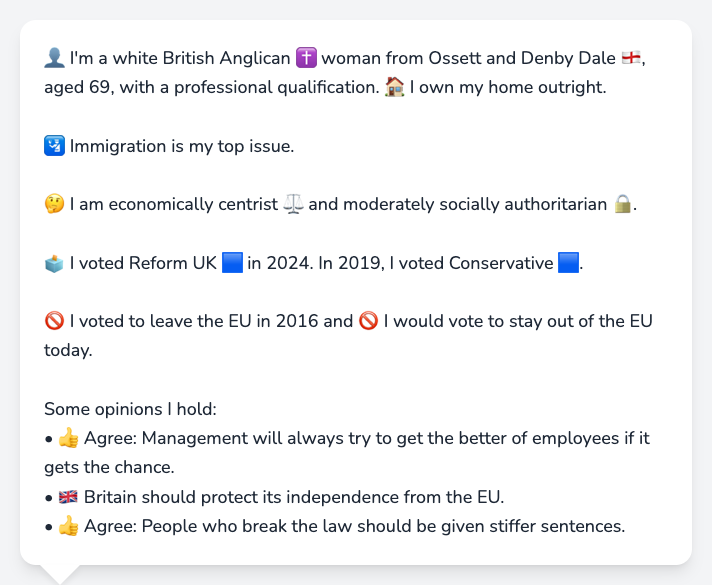 👤 I'm a white British Anglican ✝️ woman from Ossett and Denby Dale 🏴󠁧󠁢󠁥󠁮󠁧󠁿,
aged 69, with a professional qualification. 🏠 I own my home outright.
🛂 Immigration is my top issue.
🤔 I am economically centrist ⚖️ and moderately socially authoritarian 🔒.
🗳️ I voted Reform UK 🟦 in 2024. In 2019, I voted Conservative 🟦.
🚫 I voted to leave the EU in 2016 and 🚫 I would vote to stay out of the EU
today.
Some opinions I hold:
• 👍 Agree: Management will always try to get the better of employees if it
gets the chance.
• 🇬🇧 Britain should protect its independence from the EU.
• 👍 Agree: People who break the law should be given stiffer sentences.